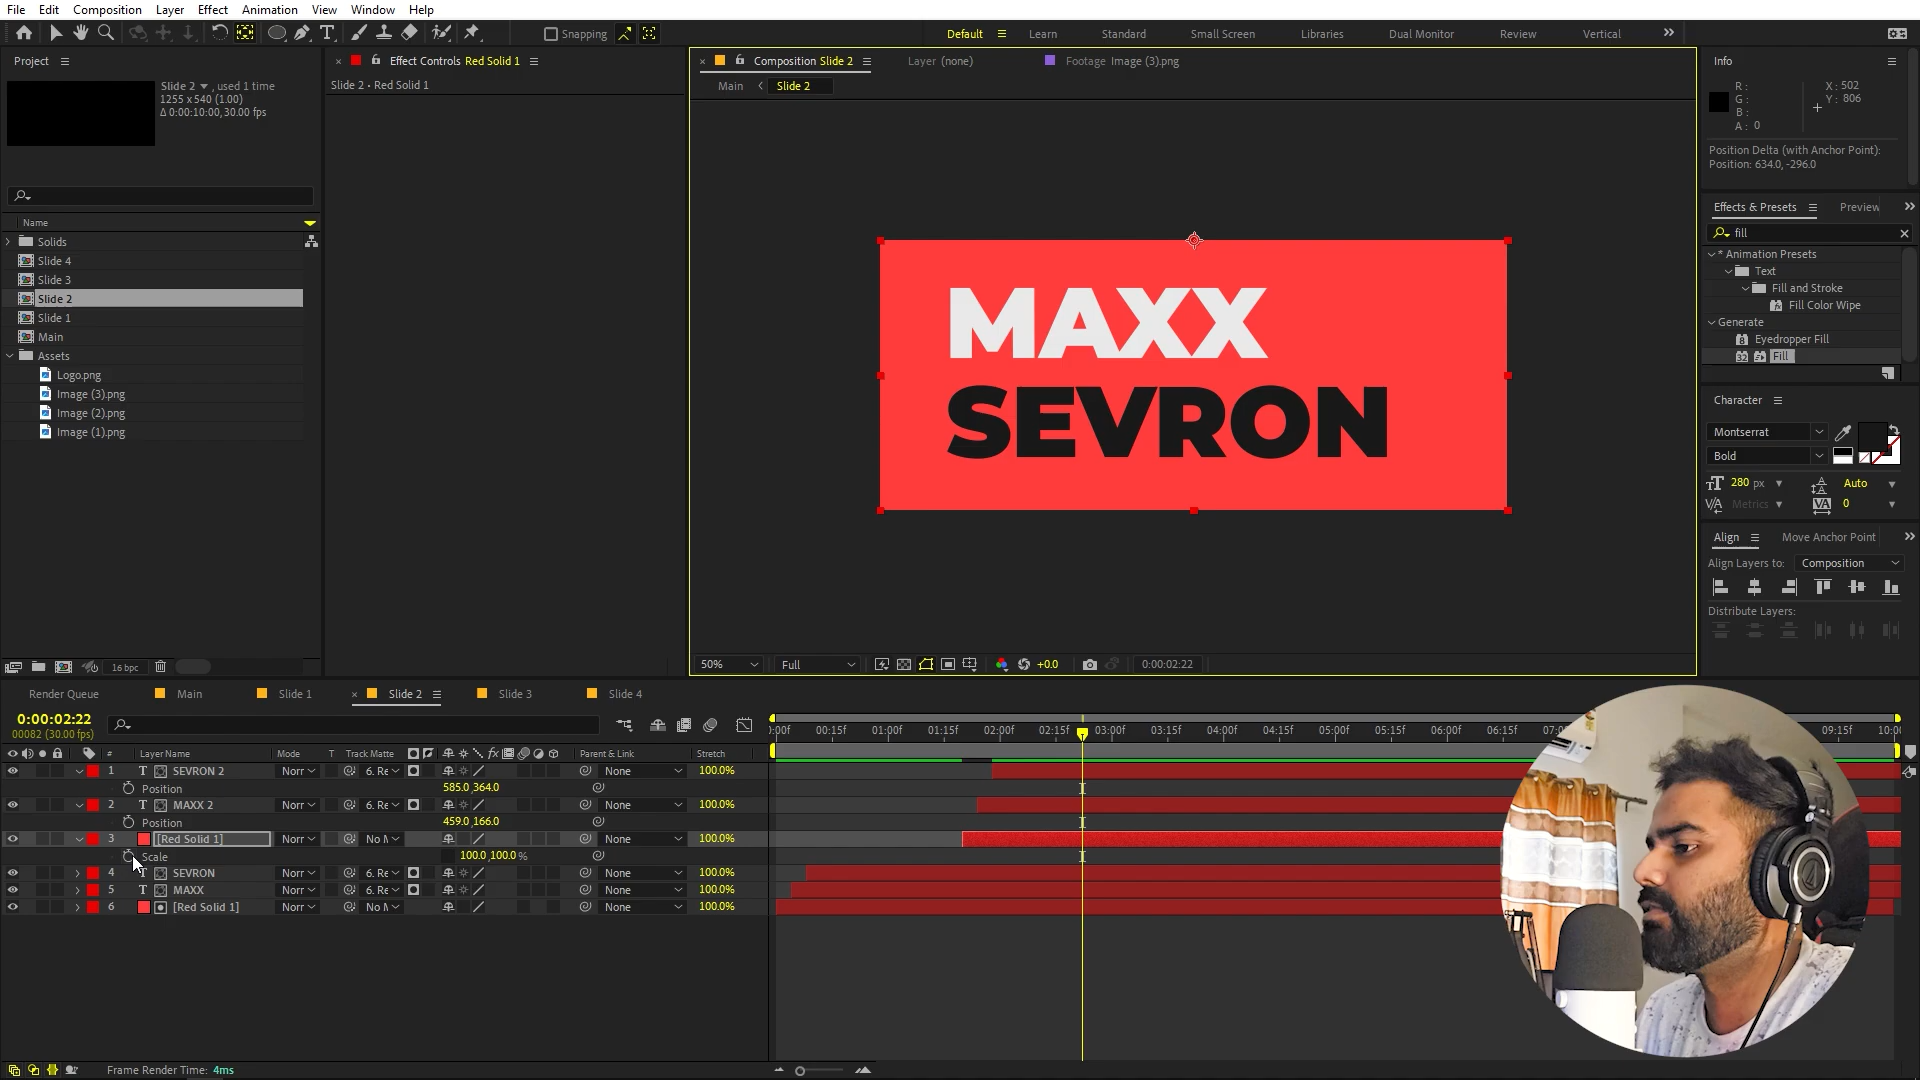 File Edit Composition Layer Effect Animation View Window Help
Snapping
Default Learn Standard Small Screen Libraries Dual Monitor Review Vertical
Project
Effect Controls Red Solid 1
Composition Slide 2 Layer (none) Footage Image (3).png
Info
Slide 2 , used 1 time
1255 x 540 (1.00)
Δ 0:00:10:00, 30.00 fps
Slide 2 • Red Solid 1
Main Slide 2
R :
G :
B :
A : 0
X : 502
Y : 806
Position Delta (with Anchor Point):
Position: 634.0, -296.0
Effects & Presets Preview
fill
Name
Solids
Slide 4
Slide 3
Slide 2
Slide 1
Main
Assets
Logo.png
Image (3).png
Image (2).png
Image (1).png
* Animation Presets
Text
Fill and Stroke
Fill Color Wipe
Generate
Eyedropper Fill
Fill
MAXX
SEVRON
Character
Montserrat
Bold
280 px Auto
Metrics 0
Align Move Anchor Point
Align Layers to: Composition
Distribute Layers:
16 bpc
50% Full +0.0 0:00:02:22
Render Queue Main Slide 1 Slide 2 Slide 3 Slide 4
0:00:02:22
00082 (30.00 fps)
:00f 00:15f 01:00f 01:15f 02:00f 02:15f 03:00f 03:15f 04:00f 04:15f 05:00f 05:15f 06:00f 06:15f 09:15f
# Layer Name Mode T Track Matte fx Parent & Link Stretch
1 T SEVRON 2 Norr 6. Re None 100.0%
Position 585.0,364.0
2 T MAXX 2 Norr 6. Re None 100.0%
Position 459.0,166.0
3 [Red Solid 1] Norr No M None 100.0%
Scale 100.0,100.0 %
4 T SEVRON Norr 6. Re None 100.0%
5 T MAXX Norr 6. Re None 100.0%
6 [Red Solid 1] Norr No M None 100.0%
Frame Render Time: 4ms